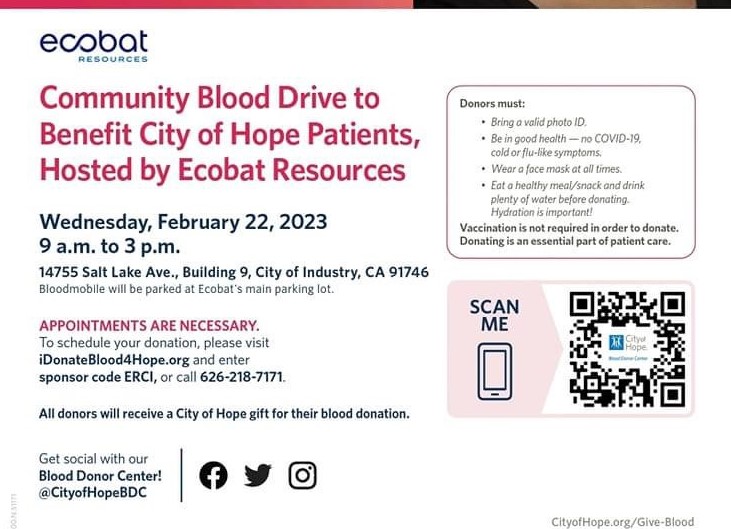 ecobat
RESOURCES
Community Blood Drive to
Benefit City of Hope Patients,
Hosted by Ecobat Resources
Wednesday, February 22, 2023
9 a.m. to 3 p.m.
14755 Salt Lake Ave., Building 9, City of Industry, CA 91746
Bloodmobile will be parked at Ecobat's main parking lot.
APPOINTMENTS ARE NECESSARY.
To schedule your donation, please visit
iDonateBlood4Hope.org and enter
sponsor code ERCI, or call 626-218-7171.
All donors will receive a City of Hope gift for their blood donation.
Get social with our
Blood Donor Center!
@CityofHopeBDC
Donors must:
• Bring a valid photo ID.
• Be in good health — no COVID-19,
cold or flu-like symptoms.
• Wear a face mask at all times.
• Eat a healthy meal/snack and drink
plenty of water before donating.
Hydration is important!
Vaccination is not required in order to donate.
Donating is an essential part of patient care.
SCAN
ME
City of
Hope.
Blood Donor Center
CityofHope.org/Give-Blood